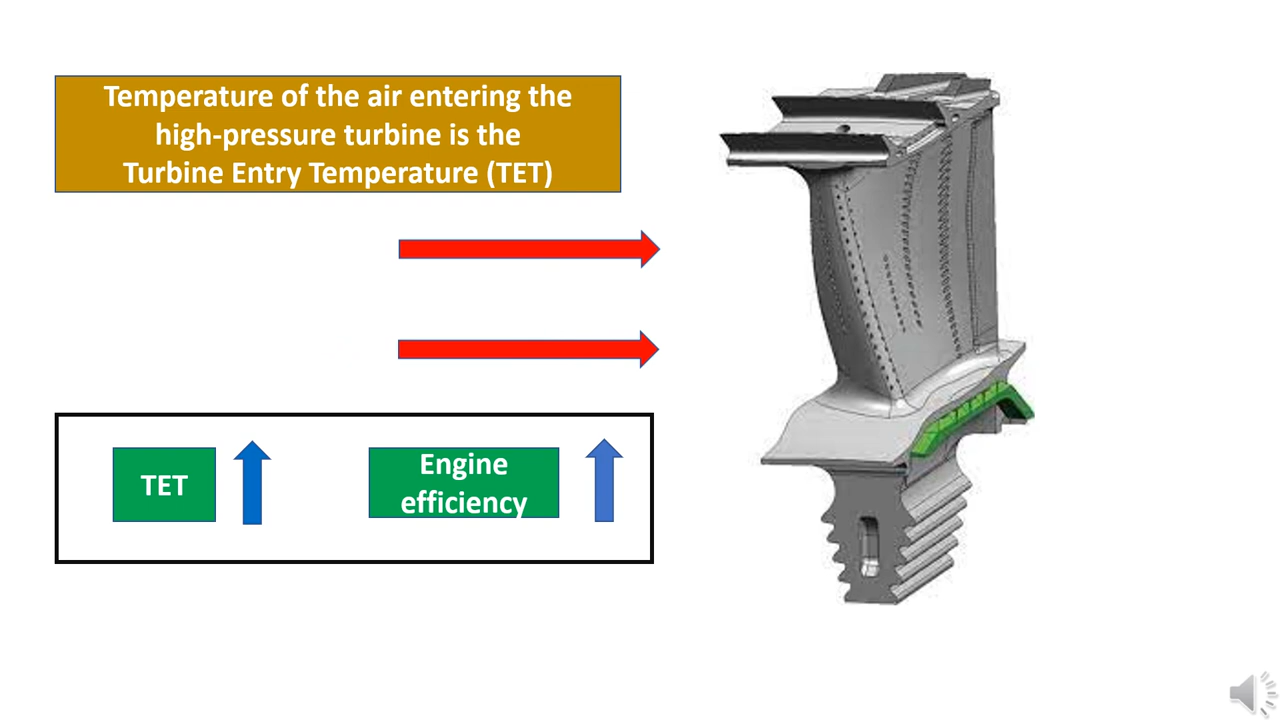 Temperature of the air entering the
high-pressure turbine is the
Turbine Entry Temperature (TET)
TET
Engine
efficiency